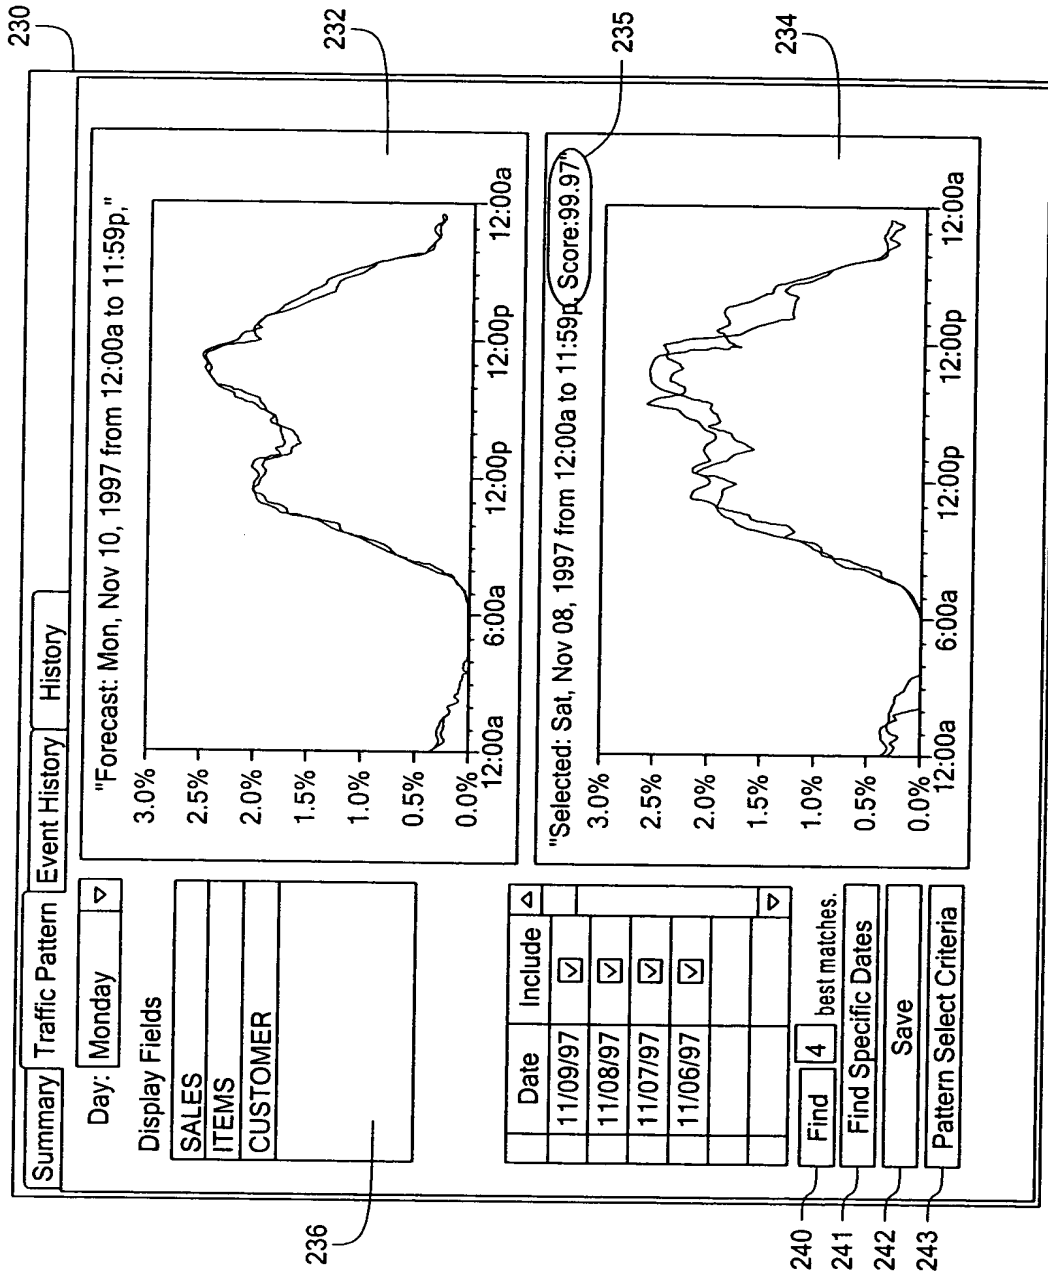 230
Summary Traffic Pattern Event History History
Day: Monday
Display Fields
SALES
ITEMS
CUSTOMER
236
"Forecast: Mon, Nov 10, 1997 from 12:00a to 11:59p,"
232
3.0%
2.5%
2.0%
1.5%
0.5%
0.0%
12:00a 6:00a 12:00p 12:00p 12:00a
Date Include
11/09/97
11/08/97
11/07/97
11/06/97
240 Find 4 best matches.
241 Find Specific Dates
242 Save
243 Pattern Select Criteria
"Selected: Sat, Nov 08, 1997 from 12:00a to 11:59p, Score:99.97"
235
234
3.0%
2.5%
2.0%
1.5%
1.0%
0.5%
0.0%
12:00a 6:00a 12:00p 12:00p 12:00a